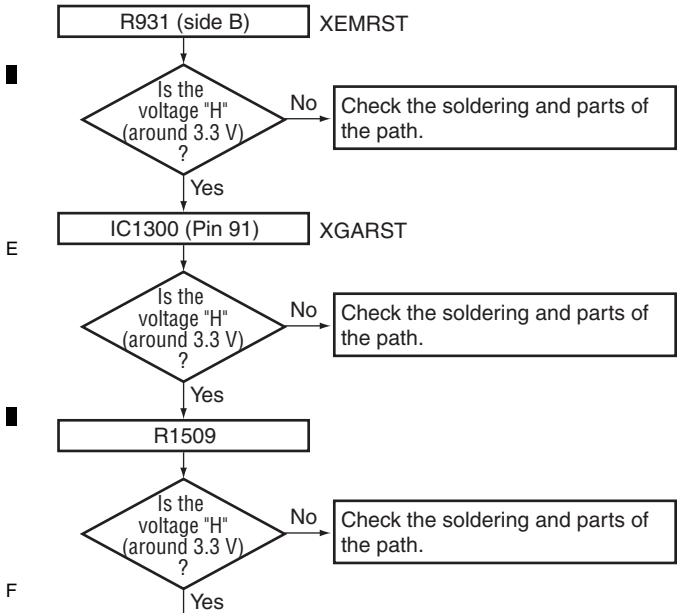 R931 (side B) XEMRST
Is the
voltage "H"
(around 3.3 V)
?
No
Check the soldering and parts of
the path.
Yes
IC1300 (Pin 91) XGARST
E
Is the
voltage "H"
(around 3.3 V)
?
No
Check the soldering and parts of
the path.
Yes
R1509
Is the
voltage "H"
(around 3.3 V)
?
No
Check the soldering and parts of
the path.
F
Yes